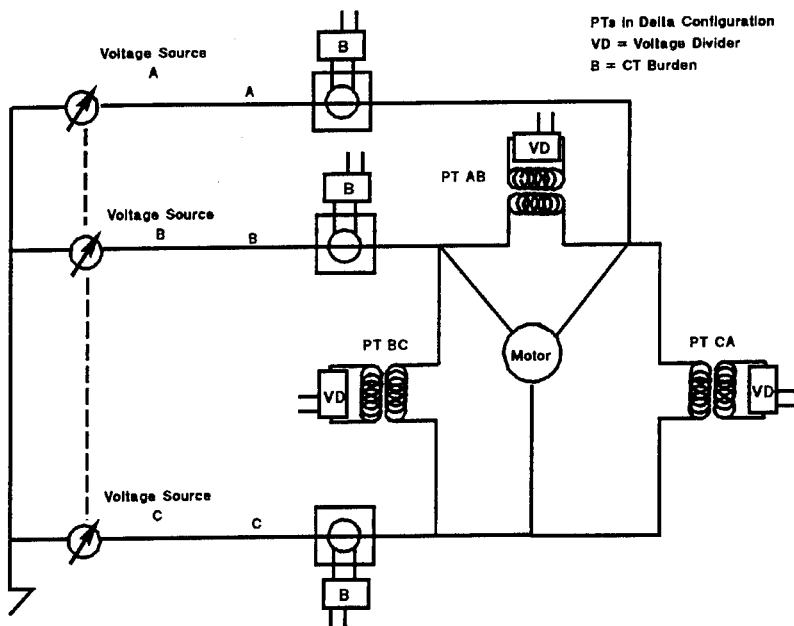 PTs in Delta Configuration
VD = Voltage Divider
B = CT Burden
Voltage Source
A
A
B
PT AB
VD
Voltage Source
B
B
B
PT BC
VD
Motor
PT CA
VD
Voltage Source
C
C
B